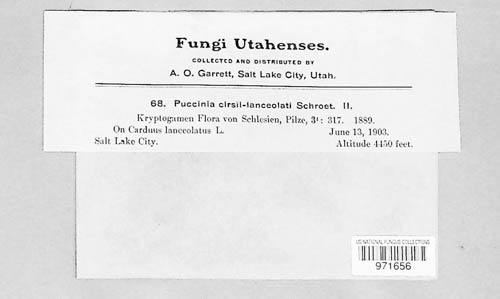 Fungi Utahenses.
COLLECTED AND DISTRIBUTED BY
A. O. Garrett, Salt Lake City, Utah.
68. Puccinia cirsii-lanceolati Schroet. II.
Kryptogamen Flora von Schlesien, Pilze, 3¹: 317. 1889.
On Carduus lanceolatus L. June 13, 1903.
Salt Lake City. Altitude 4450 feet.
US NATIONAL FUNGUS COLLECTIONS
971656